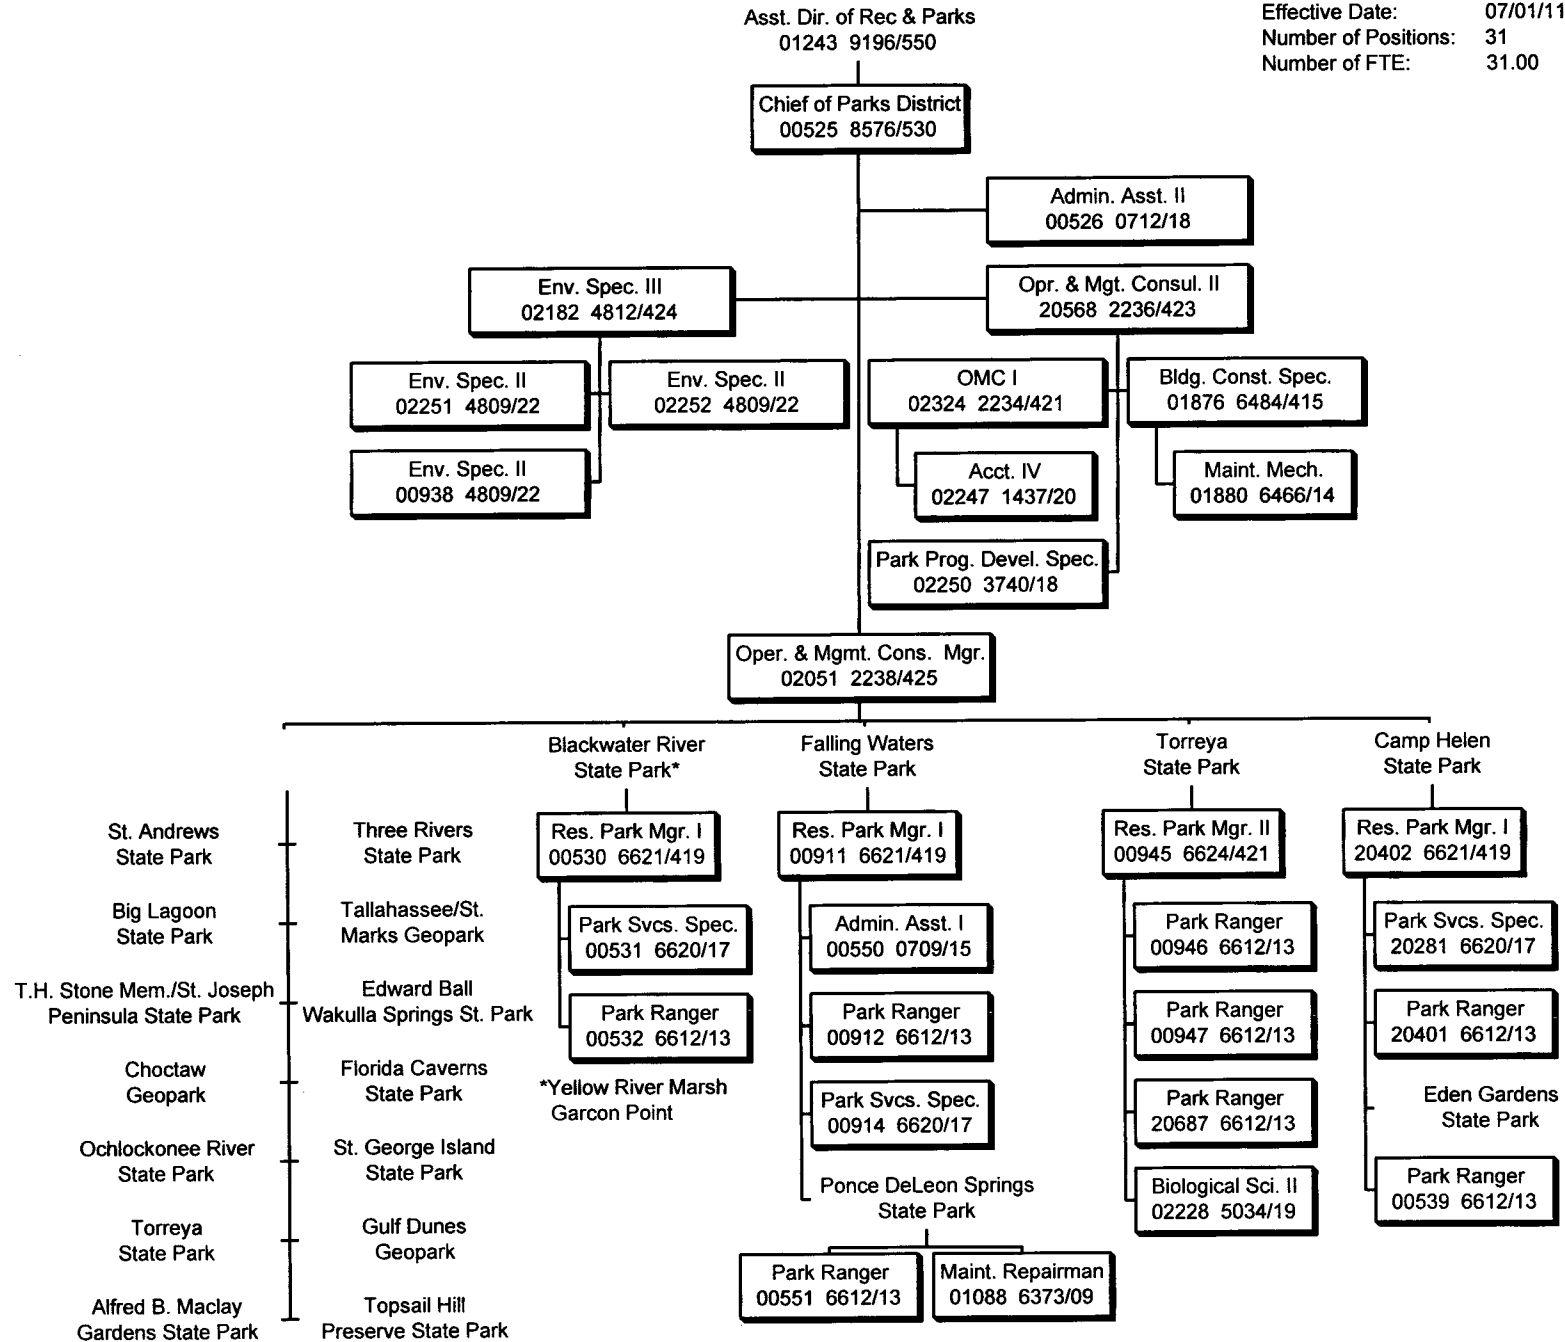 Asst. Dir. of Rec & Parks
01243 9196/550
Effective Date: 07/01/11
Number of Positions: 31
Number of FTE: 31.00
Chief of Parks District
00525 8576/530
Admin. Asst. II
00526 0712/18
Env. Spec. III
02182 4812/424
Opr. & Mgt. Consul. II
20568 2236/423
Env. Spec. II
02251 4809/22
Env. Spec. II
02252 4809/22
OMC I
02324 2234/421
Bldg. Const. Spec.
01876 6484/415
Env. Spec. II
00938 4809/22
Acct. IV
02247 1437/20
Maint. Mech.
01880 6466/14
Park Prog. Devel. Spec.
02250 3740/18
Oper. & Mgmt. Cons. Mgr.
02051 2238/425
St. Andrews
State Park
Three Rivers
State Park
Big Lagoon
State Park
Tallahassee/St.
Marks Geopark
T.H. Stone Mem./St. Joseph
Peninsula State Park
Edward Ball
Wakulla Springs St. Park
Choctaw
Geopark
Florida Caverns
State Park
Ochlockonee River
State Park
St. George Island
State Park
Torreya
State Park
Gulf Dunes
Geopark
Alfred B. Maclay
Gardens State Park
Topsail Hill
Preserve State Park
Blackwater River
State Park*
Res. Park Mgr. I
00530 6621/419
Park Svcs. Spec.
00531 6620/17
Park Ranger
00532 6612/13
*Yellow River Marsh
Garcon Point
Falling Waters
State Park
Res. Park Mgr. I
00911 6621/419
Admin. Asst. I
00550 0709/15
Park Ranger
00912 6612/13
Park Svcs. Spec.
00914 6620/17
Ponce DeLeon Springs
State Park
Park Ranger
00551 6612/13
Maint. Repairman
01088 6373/09
Torreya
State Park
Res. Park Mgr. II
00945 6624/421
Park Ranger
00946 6612/13
Park Ranger
00947 6612/13
Park Ranger
20687 6612/13
Biological Sci. II
02228 5034/19
Camp Helen
State Park
Res. Park Mgr. I
20402 6621/419
Park Svcs. Spec.
20281 6620/17
Park Ranger
20401 6612/13
Eden Gardens
State Park
Park Ranger
00539 6612/13